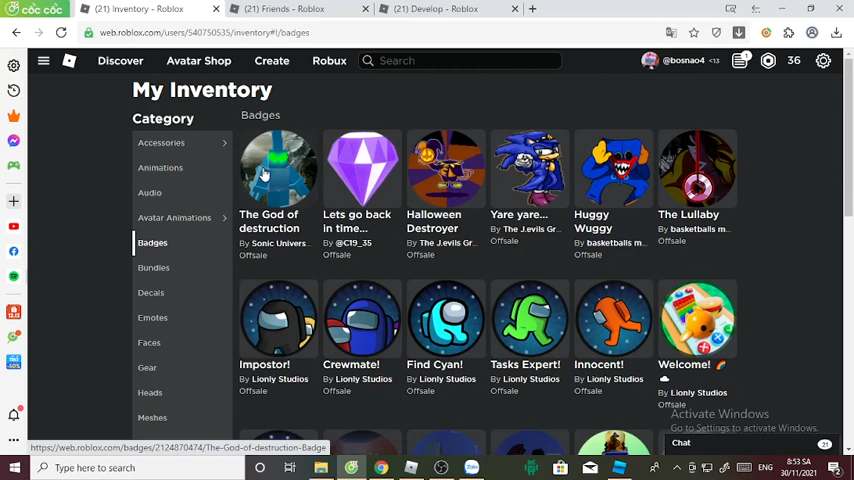 cốc cốc
(21) Inventory - Roblox
(21) Friends - Roblox
(21) Develop - Roblox
web.roblox.com/users/540750535/inventory#!/badges
Discover
Avatar Shop
Create
Robux
Search
@bosnao4 <13
1
36
My Inventory
Category
Accessories
Animations
Audio
Avatar Animations
Badges
Bundles
Decals
Emotes
Faces
Gear
Heads
Meshes
Badges
The God of
destruction
By Sonic Univers...
Offsale
Lets go back
in time...
By @C19_35
Offsale
Halloween
Destroyer
By The J.evils Gr...
Offsale
Yare yare...
By The J.evils Gr...
Offsale
Huggy
Wuggy
By basketballs m...
Offsale
The Lullaby
By basketballs m...
Offsale
Impostor!
By Lionly Studios
Offsale
Crewmate!
By Lionly Studios
Offsale
Find Cyan!
By Lionly Studios
Offsale
Tasks Expert!
By Lionly Studios
Offsale
Innocent!
By Lionly Studios
Offsale
Welcome! 🌈
☁
By Lionly Studios
Offsale
Activate Windows
Go to Settings to activate Windows.
Chat
21
https://web.roblox.com/badges/2124870474/The-God-of-destruction-Badge
Type here to search
Zalo
ENG
8:53 SA
30/11/2021
2